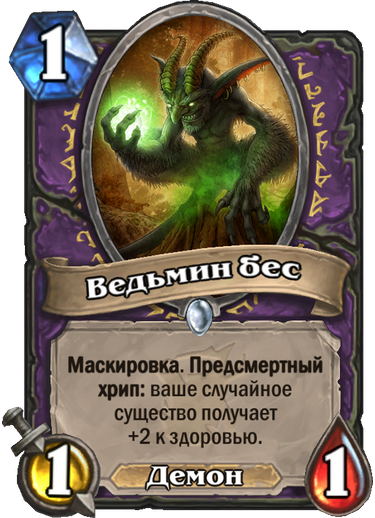 1
Ведьмин бес
Маскировка. Предсмертный
хрип: ваше случайное
существо получает
+2 к здоровью.
1
Демон
1